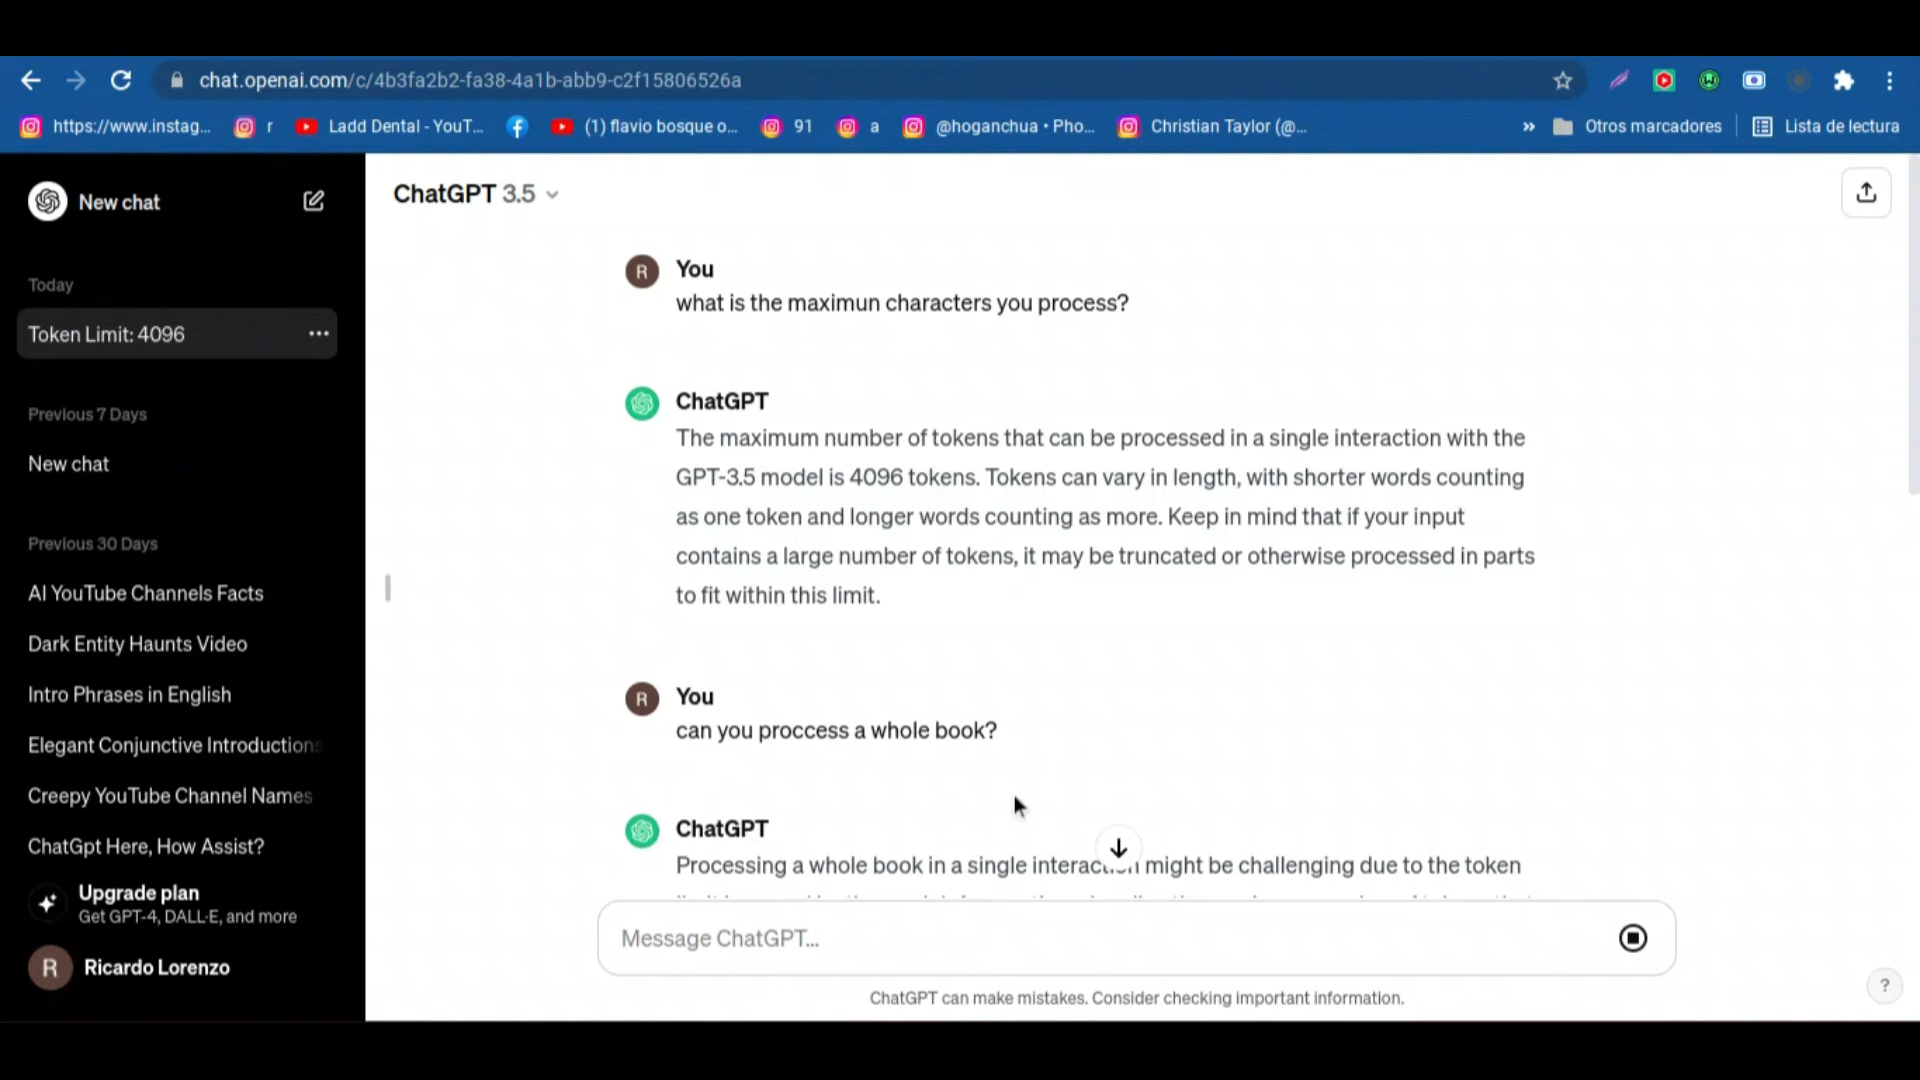 chat.openai.com/c/4b3fa2b2-fa38-4a1b-abb9-c2f15806526a
https://www.instag...
r
Ladd Dental - YouT...
(1) flavio bosque o...
91
a
@hoganchua • Pho...
Christian Taylor (@...
»
Otros marcadores
Lista de lectura
New chat
Today
Token Limit: 4096
Previous 7 Days
New chat
Previous 30 Days
AI YouTube Channels Facts
Dark Entity Haunts Video
Intro Phrases in English
Elegant Conjunctive Introductions
Creepy YouTube Channel Names
ChatGpt Here, How Assist?
Upgrade plan
Get GPT-4, DALL·E, and more
R
Ricardo Lorenzo
ChatGPT 3.5
R
You
what is the maximun characters you process?
ChatGPT
The maximum number of tokens that can be processed in a single interaction with the
GPT-3.5 model is 4096 tokens. Tokens can vary in length, with shorter words counting
as one token and longer words counting as more. Keep in mind that if your input
contains a large number of tokens, it may be truncated or otherwise processed in parts
to fit within this limit.
R
You
can you proccess a whole book?
ChatGPT
Processing a whole book in a single interaction might be challenging due to the token
Message ChatGPT...
ChatGPT can make mistakes. Consider checking important information.
?